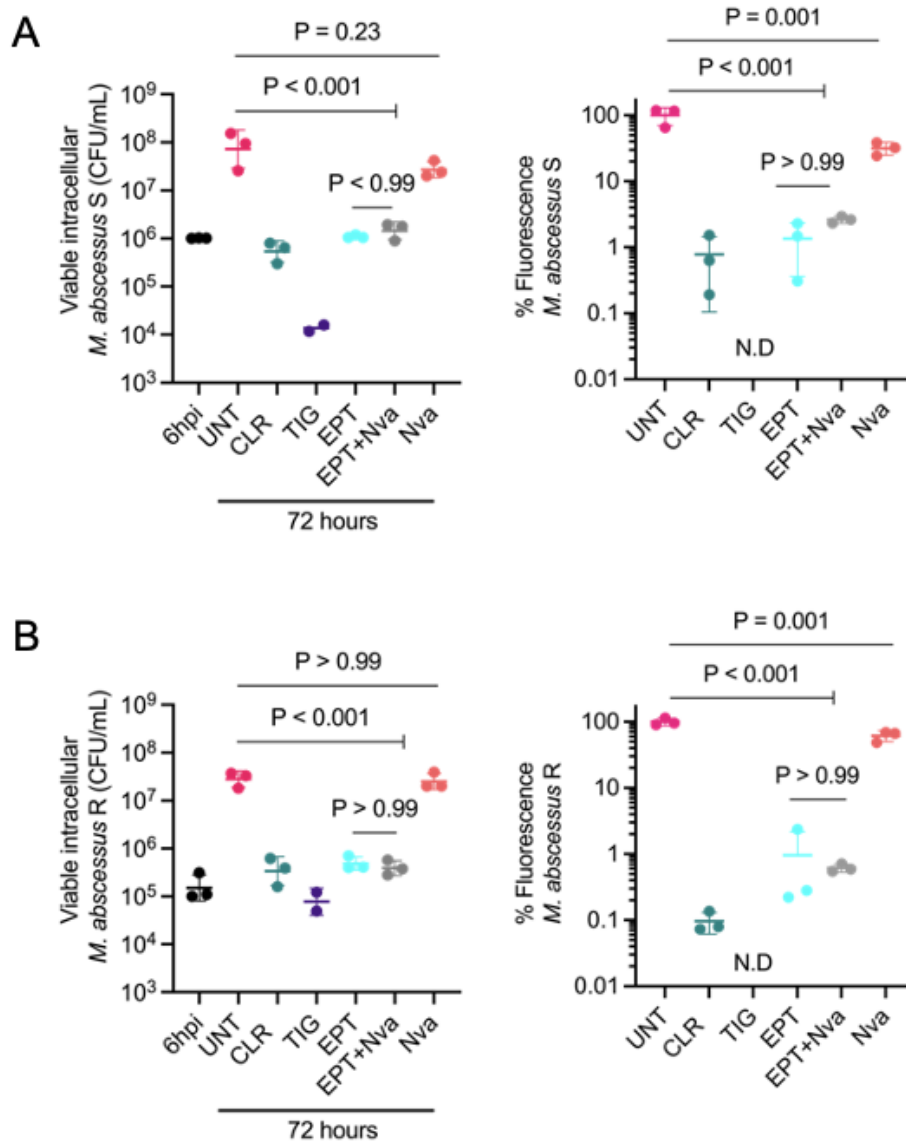 A
P = 0.23
P < 0.001
P < 0.99
Viable intracellular
M. abscessus S (CFU/mL)
10⁹
10⁸
10⁷
10⁶
10⁵
10⁴
10³
6hpi
UNT
CLR
TIG
EPT
EPT+Nva
Nva
72 hours
P = 0.001
P < 0.001
P > 0.99
% Fluorescence
M. abscessus S
100
10
1
0.1
0.01
N.D
UNT
CLR
TIG
EPT
EPT+Nva
Nva
B
P > 0.99
P < 0.001
P > 0.99
Viable intracellular
M. abscessus R (CFU/mL)
10⁹
10⁸
10⁷
10⁶
10⁵
10⁴
10³
6hpi
UNT
CLR
TIG
EPT
EPT+Nva
Nva
72 hours
P = 0.001
P < 0.001
P > 0.99
% Fluorescence
M. abscessus R
100
10
1
0.1
0.01
N.D
UNT
CLR
TIG
EPT
EPT+Nva
Nva